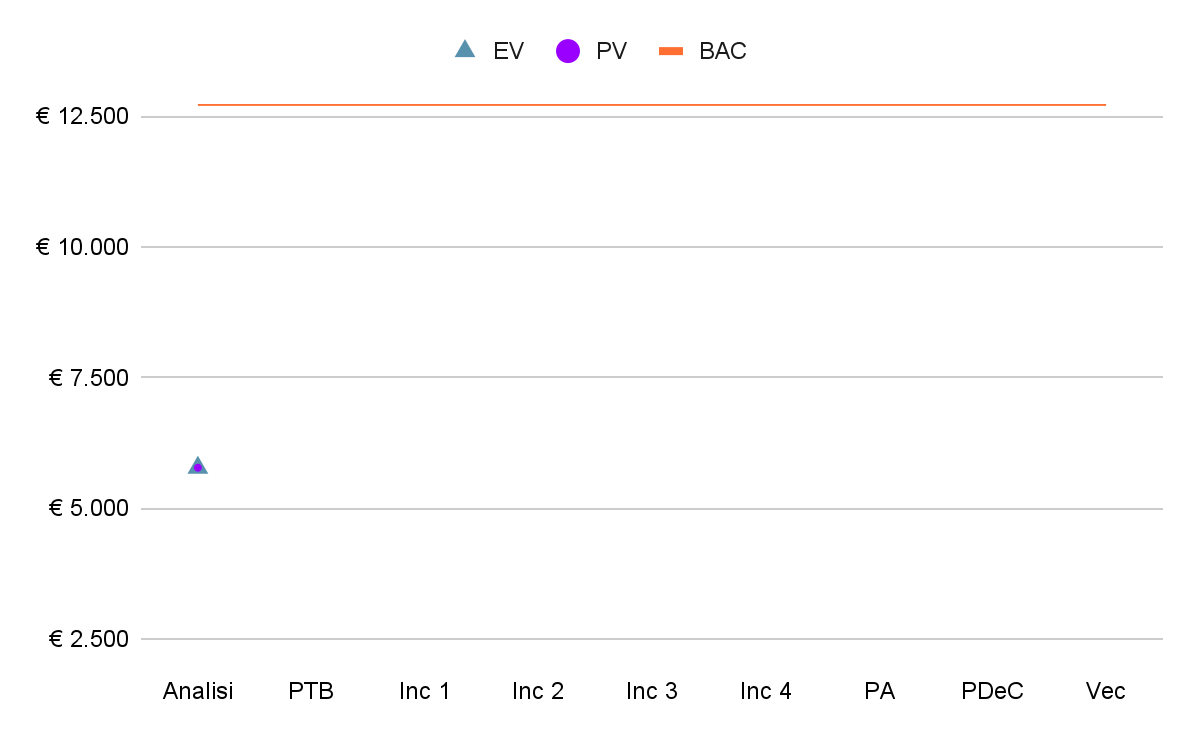 EV PV BAC
€ 12.500
€ 10.000
€ 7.500
€ 5.000
€ 2.500
Analisi PTB Inc 1 Inc 2 Inc 3 Inc 4 PA PDeC Vec